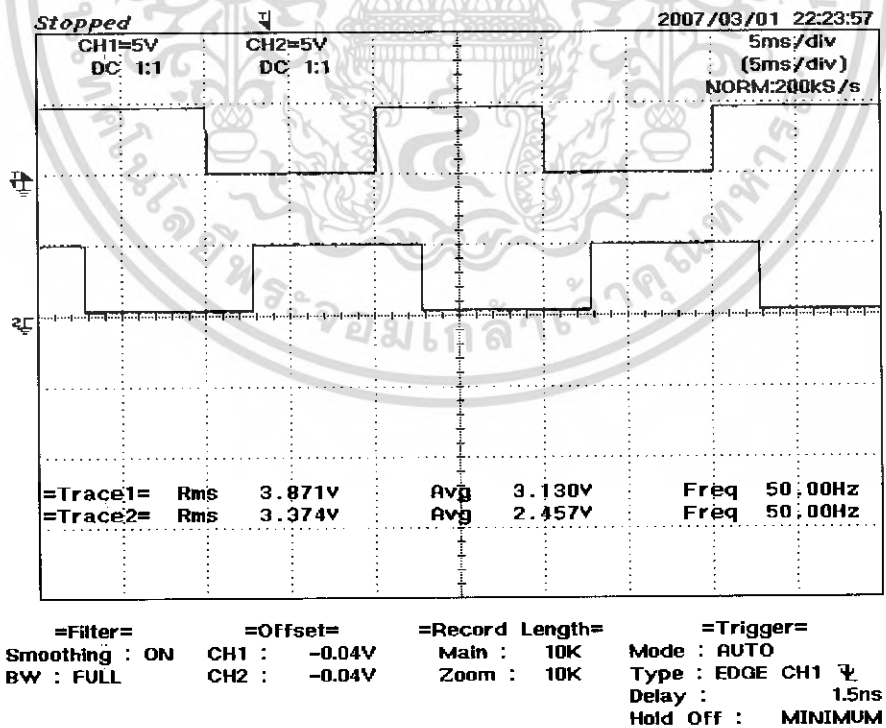 Stopped 2007/03/01 22:23:57
CH1=5V CH2=5V 5ms/div
DC 1:1 DC 1:1 (5ms/div)
NORM:200kS/s
=Trace1= Rms 3.871V Avg 3.130V Freq 50.00Hz
=Trace2= Rms 3.374V Avg 2.457V Freq 50.00Hz
=Filter= =Offset= =Record Length= =Trigger=
Smoothing : ON CH1 : -0.04V Main : 10K Mode : AUTO
BW : FULL CH2 : -0.04V Zoom : 10K Type : EDGE CH1
Delay : 1.5ns
Hold Off : MINIMUM